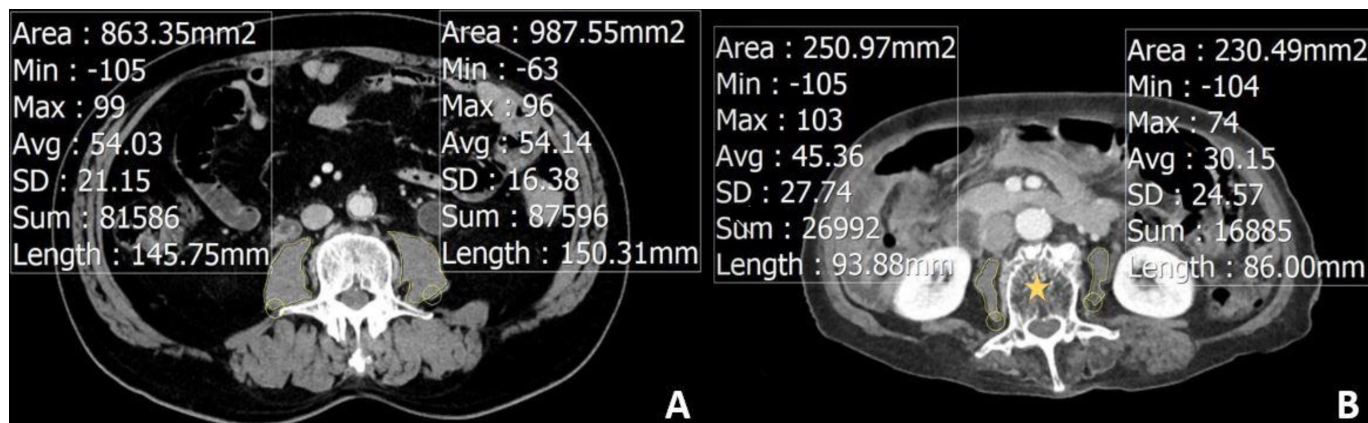 Area : 863.35mm2
Min : -105
Max : 99
Avg : 54.03
SD : 21.15
Sum : 81586
Length : 145.75mm
Area : 987.55mm2
Min : -63
Max : 96
Avg : 54.14
SD : 16.38
Sum : 87596
Length : 150.31mm
A
Area : 250.97mm2
Min : -105
Max : 103
Avg : 45.36
SD : 27.74
Sum : 26992
Length : 93.88mm
Area : 230.49mm2
Min : -104
Max : 74
Avg : 30.15
SD : 24.57
Sum : 16885
Length : 86.00mm
B